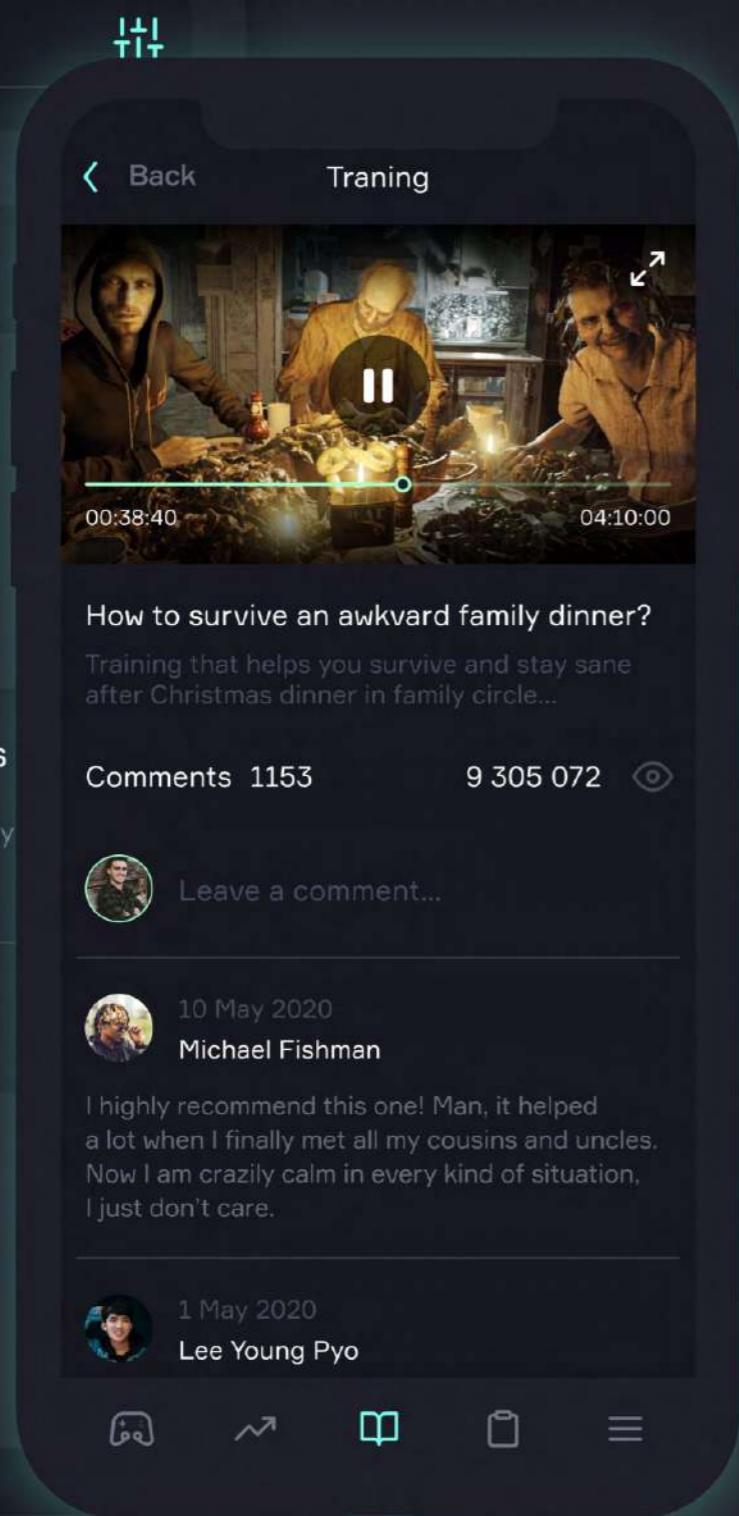 Back
Traning
00:38:40
04:10:00
How to survive an awkvard family dinner?
Training that helps you survive and stay sane
after Christmas dinner in family circle...
Comments 1153
9 305 072
Leave a comment...
10 May 2020
Michael Fishman
I highly recommend this one! Man, it helped
a lot when I finally met all my cousins and uncles.
Now I am crazily calm in every kind of situation,
I just don't care.
1 May 2020
Lee Young Pyo